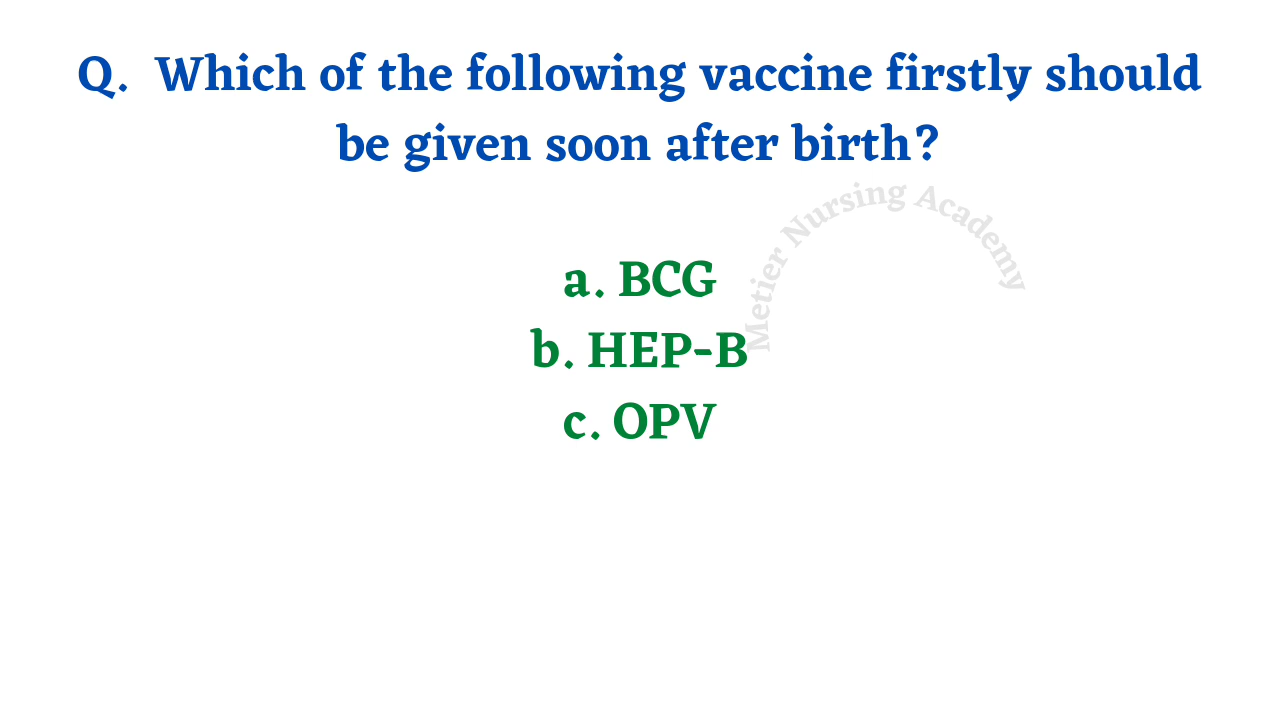 Q. Which of the following vaccine firstly should
be given soon after birth?
Metier Nursing Academy
a. BCG
b. HEP-B
c. OPV